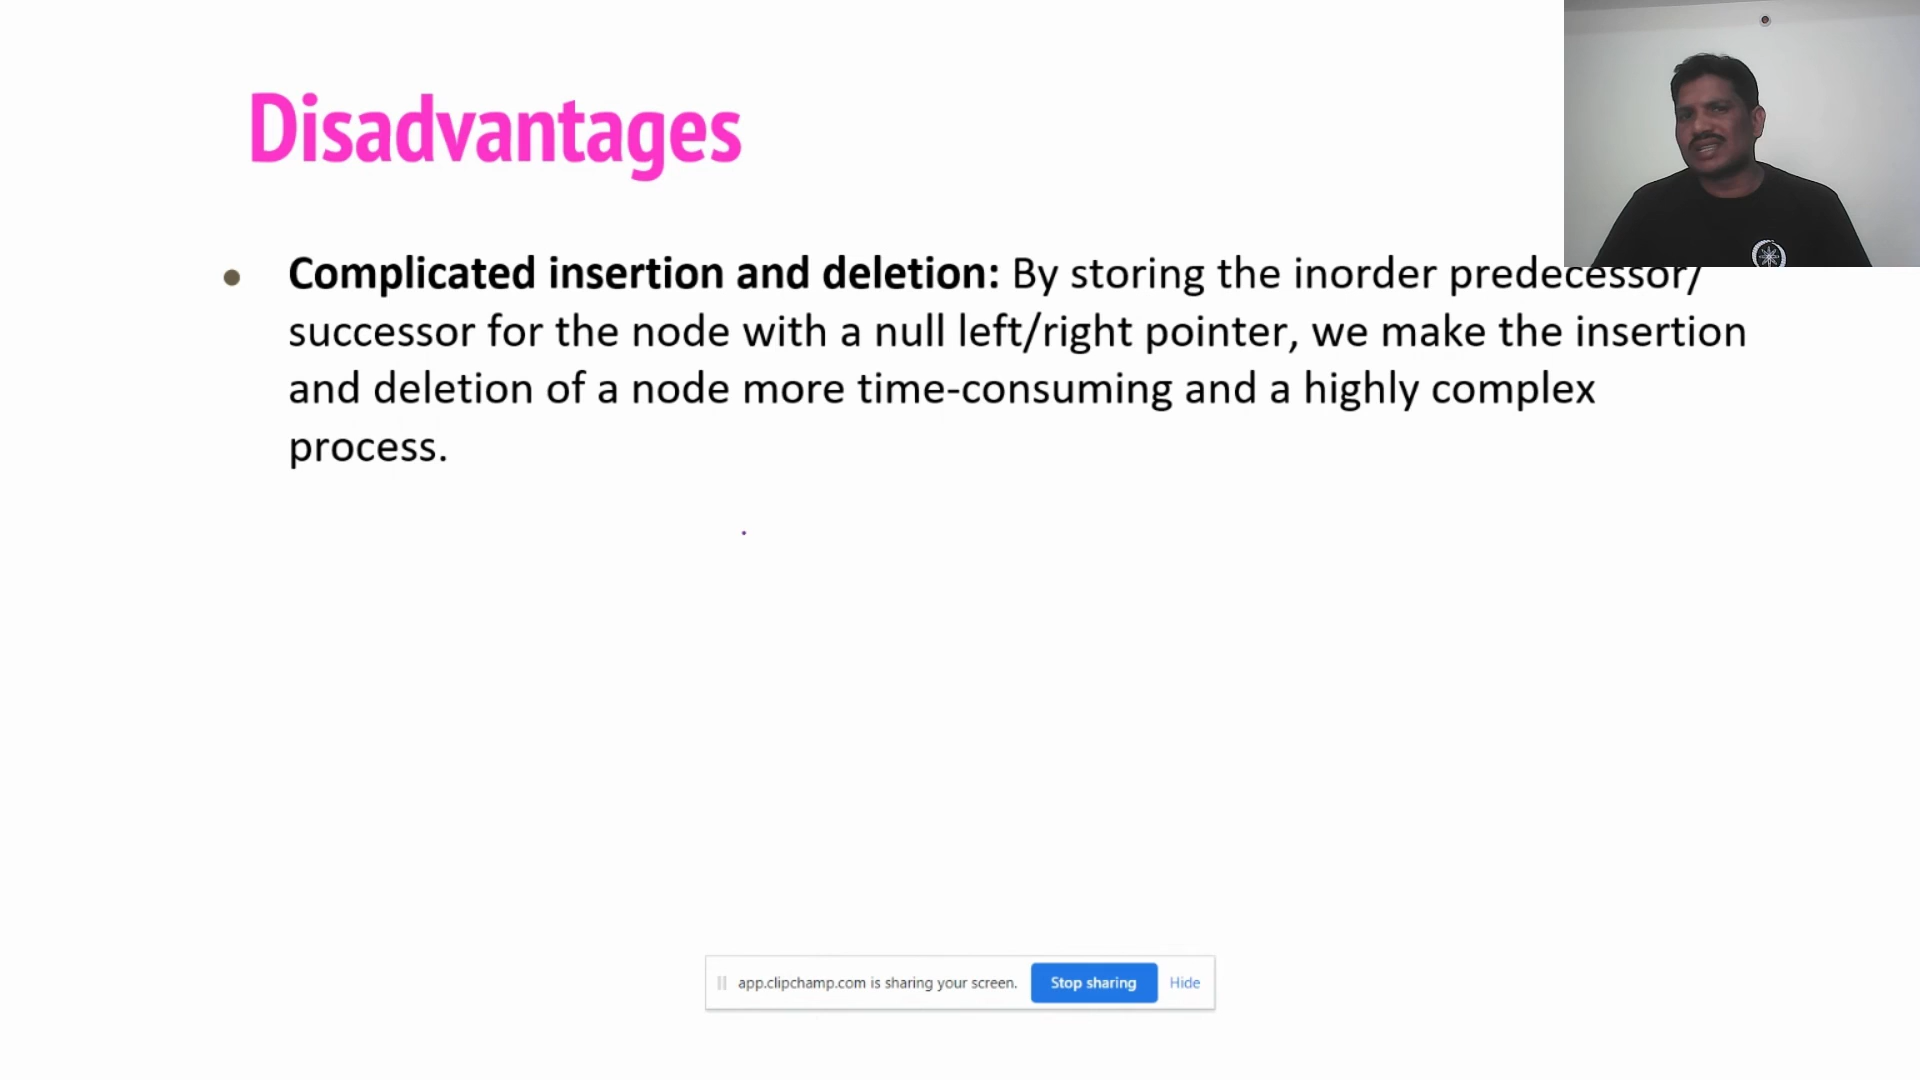 Disadvantages
• Complicated insertion and deletion: By storing the inorder predecessor/
successor for the node with a null left/right pointer, we make the insertion
and deletion of a node more time-consuming and a highly complex
process.
app.clipchamp.com is sharing your screen. Stop sharing Hide